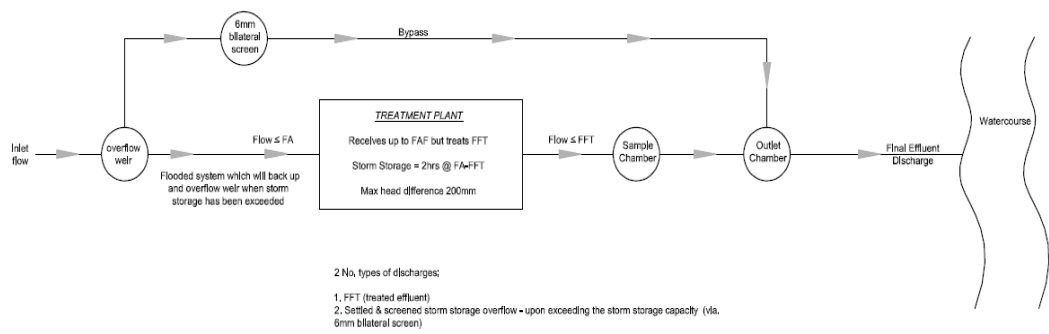 6mm
bilateral
screen
Bypass
Inlet
flow
overflow
weir
Flow ≤ FA
Flooded system which will back up
and overflow weir when storm
storage has been exceeded
TREATMENT PLANT
Receives up to FAF but treats FFT
Storm Storage = 2hrs @ FA-FFT
Max head difference 200mm
Flow ≤ FFT
Sample
Chamber
Outlet
Chamber
Final Effluent
Discharge
Watercourse
2 No, types of discharges;
1. FFT (treated effluent)
2. Settled & screened storm storage overflow - upon exceeding the storm storage capacity (via.
6mm bilateral screen)